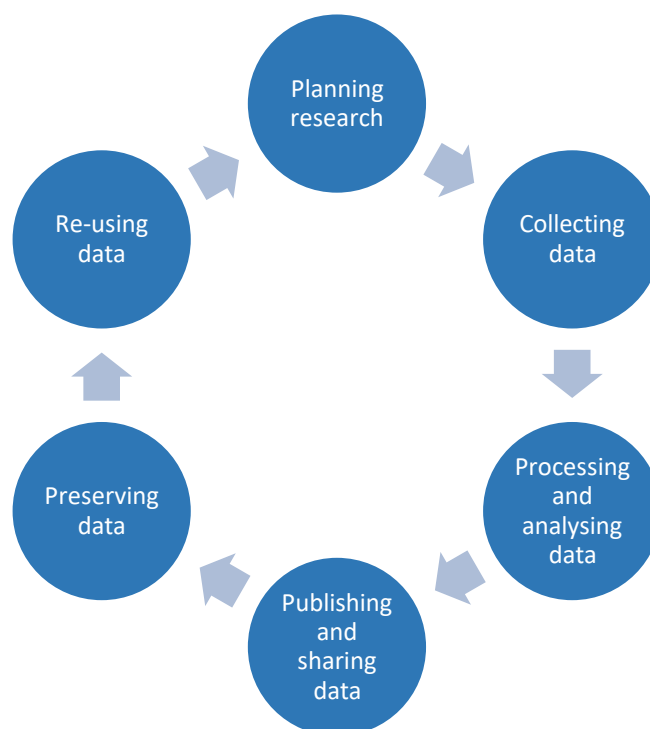 Planning
research
Collecting
data
Processing
and
analysing
data
Publishing
and
sharing
data
Preserving
data
Re-using
data